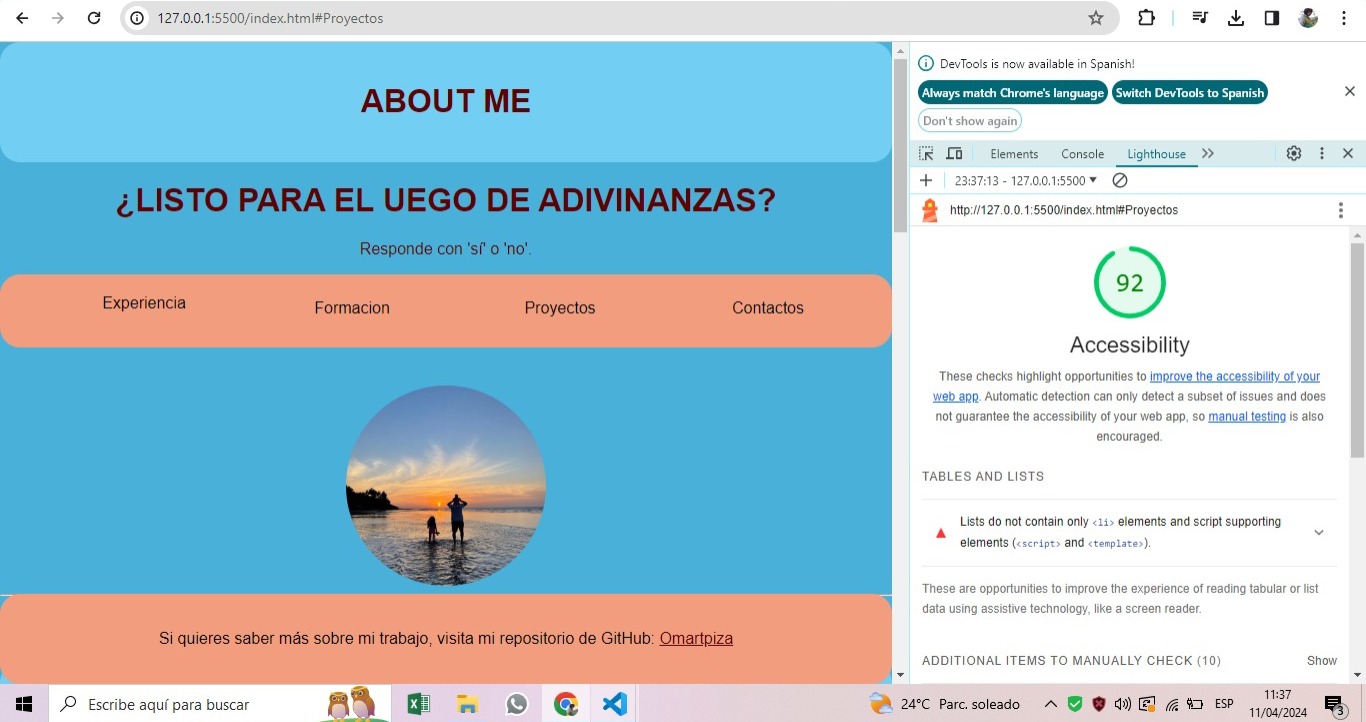 127.0.0.1:5500/index.html#Proyectos
ABOUT ME
¿LISTO PARA EL UEGO DE ADIVINANZAS?
Responde con 'sí' o 'no'.
Experiencia
Formacion
Proyectos
Contactos
Si quieres saber más sobre mi trabajo, visita mi repositorio de GitHub: Omartpiza
DevTools is now available in Spanish!
Always match Chrome's language
Switch DevTools to Spanish
Don't show again
Elements
Console
Lighthouse
23:37:13 - 127.0.0.1:5500
http://127.0.0.1:5500/index.html#Proyectos
92
Accessibility
These checks highlight opportunities to improve the accessibility of your
web app. Automatic detection can only detect a subset of issues and does
not guarantee the accessibility of your web app, so manual testing is also
encouraged.
TABLES AND LISTS
Lists do not contain only <li> elements and script supporting
elements (<script> and <template>).
These are opportunities to improve the experience of reading tabular or list
data using assistive technology, like a screen reader.
ADDITIONAL ITEMS TO MANUALLY CHECK (10)
Show
Escribe aquí para buscar
24°C Parc. soleado
ESP
11:37
11/04/2024
3